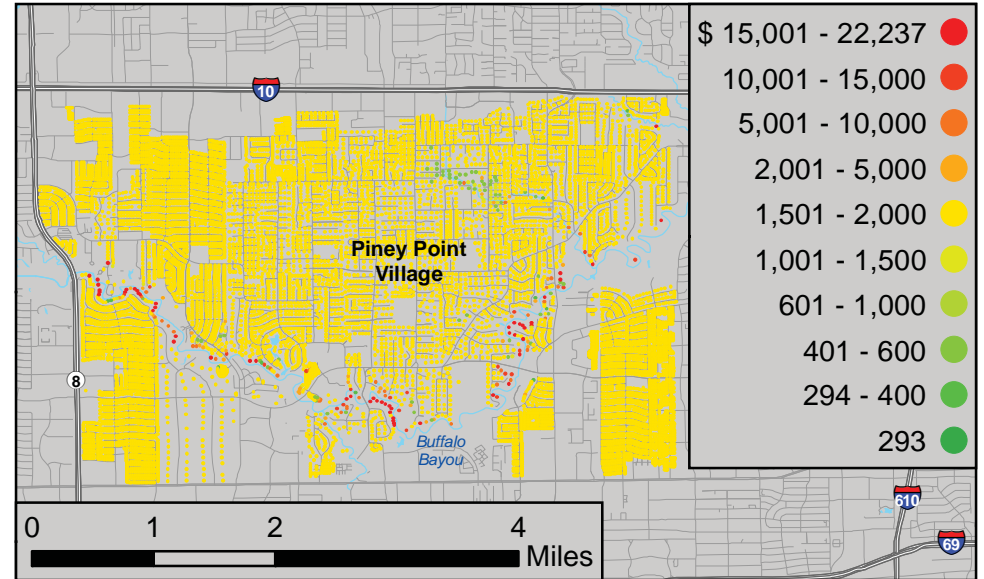 $ 15,001 - 22,237
10,001 - 15,000
5,001 - 10,000
2,001 - 5,000
1,501 - 2,000
1,001 - 1,500
601 - 1,000
401 - 600
294 - 400
293
10
Piney Point
Village
8
Buffalo
Bayou
610
69
0 1 2 4
Miles